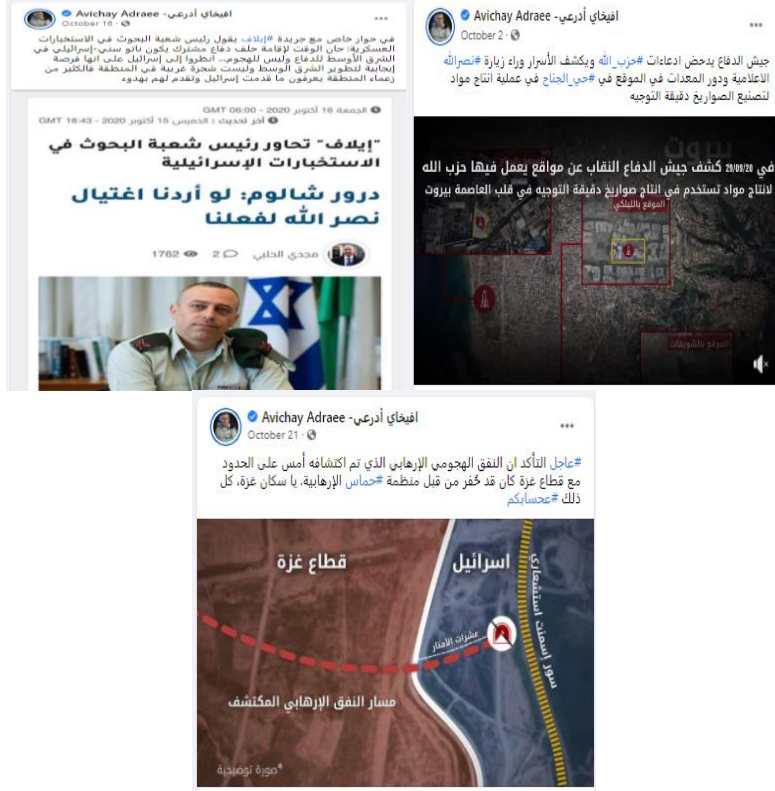 افيخاي أدرعي- Avichay Adraee
October 16
في حوار خاص مع جريدة #إيلاف يقول رئيس شعبة البحوث في الاستخبارات
العسكرية: حان الوقت لإقامة حلف دفاع مشترك يكون ناتو سني-إسرائيلي في
الشرق الأوسط للدفاع وليس للهجوم... انظروا إلى إسرائيل على انها فرصة
إيجابية لتطوير الشرق الوسط وليست شجرة غريبة في المنطقة فالكثير من
زعماء المنطقة يعرفون ما قدمت إسرائيل وتقدم لهم بهدوء
الجمعة 16 أكتوبر 2020 - 06:00 GMT
آخر تحديث : الخميس 15 أكتوبر 2020 - 18:43 GMT
"إيلاف" تحاور رئيس شعبة البحوث في
الاستخبارات الإسرائيلية
درور شالوم: لو أردنا اغتيال
نصر الله لفعلنا
مجدي الحلبي 2 1762
افيخاي أدرعي- Avichay Adraee
October 2
جيش الدفاع يدحض ادعاءات #حزب_الله ويكشف الأسرار وراء زيارة #نصرالله
الاعلامية ودور المعدات في الموقع في #حي_الجناح في عملية انتاج مواد
لتصنيع الصواريخ دقيقة التوجيه
بيروت
في 29/09/20 كشف جيش الدفاع النقاب عن مواقع يعمل فيها حزب الله
لانتاج مواد تستخدم في انتاج صواريخ دقيقة التوجيه في قلب العاصمة بيروت
الموقع بالليلكي
الموقع بالشويفات
افيخاي أدرعي- Avichay Adraee
October 21
#عاجل التأكد ان النفق الهجومي الإرهابي الذي تم اكتشافه أمس على الحدود
مع قطاع غزة كان قد حُفر من قبل منظمة #حماس الإرهابية. يا سكان غزة، كل
ذلك #عحسابكم
قطاع غزة
اسرائيل
سور إسمنت استشعاري
عشرات الأمتار
مسار النفق الإرهابي المكتشف
*صورة توضيحية